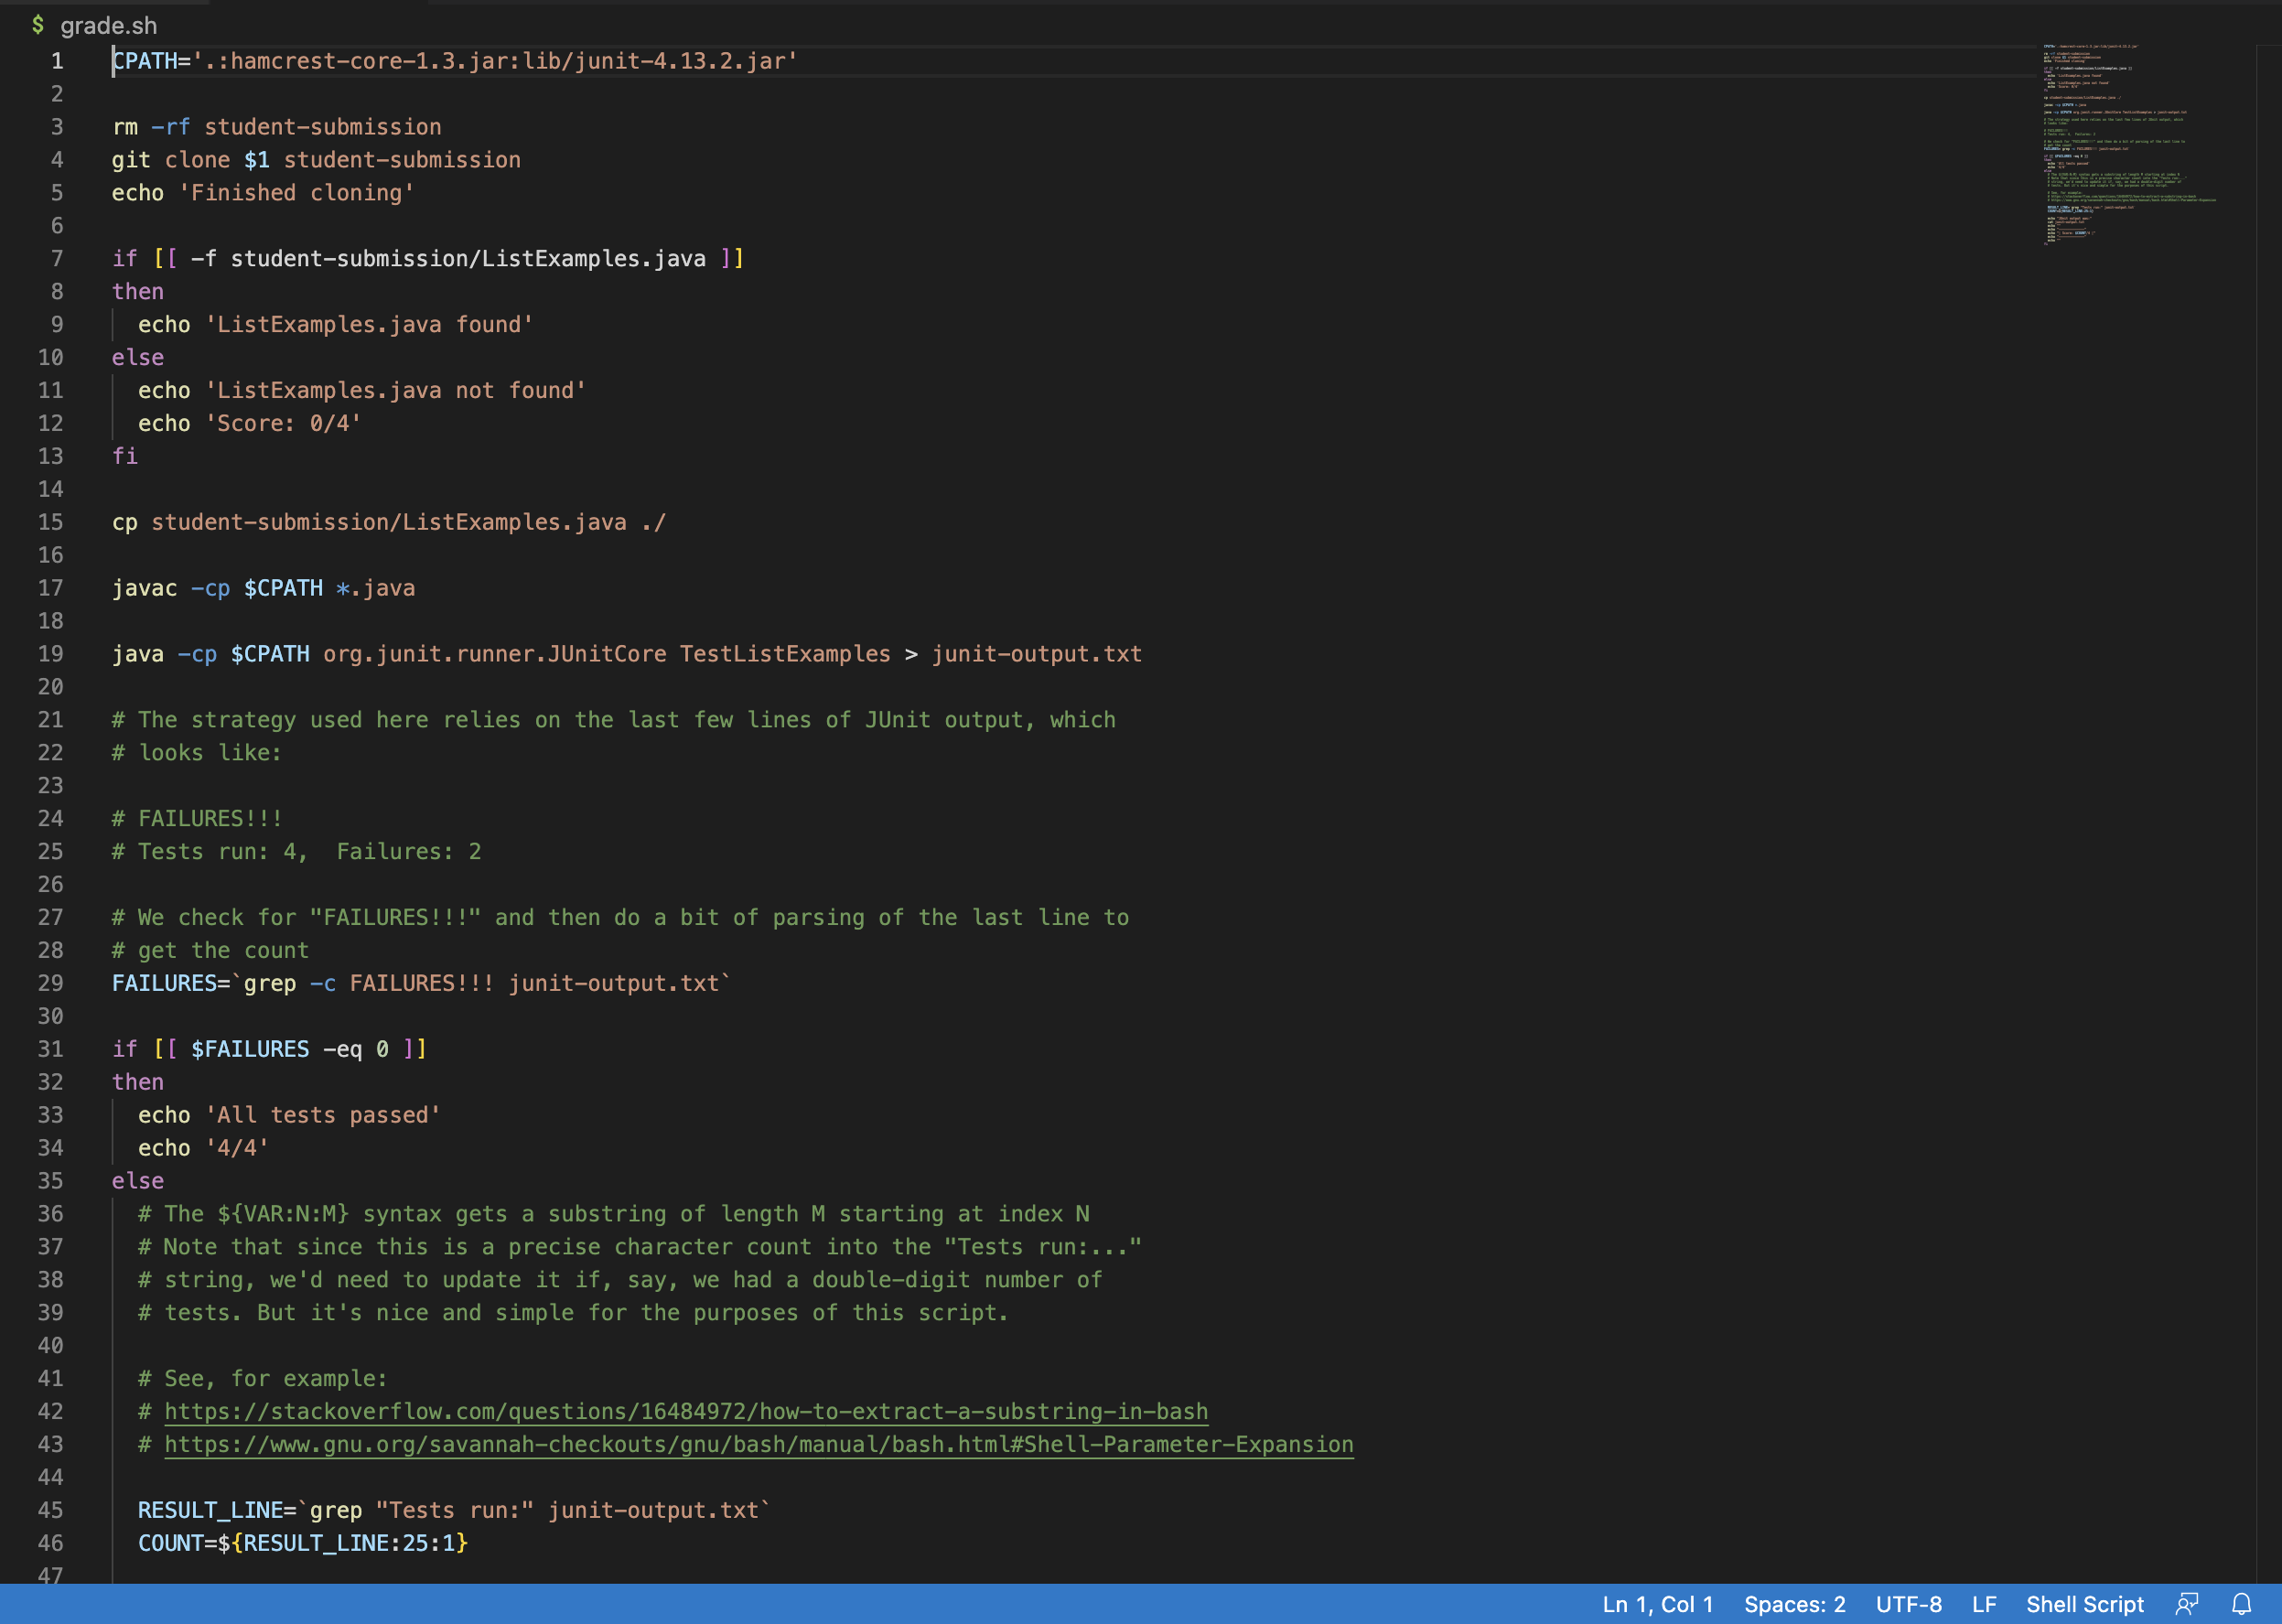 $ grade.sh
1 CPATH='.:hamcrest-core-1.3.jar:lib/junit-4.13.2.jar'
2
3 rm -rf student-submission
4 git clone $1 student-submission
5 echo 'Finished cloning'
6
7 if [[ -f student-submission/ListExamples.java ]]
8 then
9   echo 'ListExamples.java found'
10 else
11   echo 'ListExamples.java not found'
12   echo 'Score: 0/4'
13 fi
14
15 cp student-submission/ListExamples.java ./
16
17 javac -cp $CPATH *.java
18
19 java -cp $CPATH org.junit.runner.JUnitCore TestListExamples > junit-output.txt
20
21 # The strategy used here relies on the last few lines of JUnit output, which
22 # looks like:
23
24 # FAILURES!!!
25 # Tests run: 4,  Failures: 2
26
27 # We check for "FAILURES!!!" and then do a bit of parsing of the last line to
28 # get the count
29 FAILURES=`grep -c FAILURES!!! junit-output.txt`
30
31 if [[ $FAILURES -eq 0 ]]
32 then
33   echo 'All tests passed'
34   echo '4/4'
35 else
36   # The ${VAR:N:M} syntax gets a substring of length M starting at index N
37   # Note that since this is a precise character count into the "Tests run:..."
38   # string, we'd need to update it if, say, we had a double-digit number of
39   # tests. But it's nice and simple for the purposes of this script.
40
41   # See, for example:
42   # https://stackoverflow.com/questions/16484972/how-to-extract-a-substring-in-bash
43   # https://www.gnu.org/savannah-checkouts/gnu/bash/manual/bash.html#Shell-Parameter-Expansion
44
45   RESULT_LINE=`grep "Tests run:" junit-output.txt`
46   COUNT=${RESULT_LINE:25:1}
47
Ln 1, Col 1 Spaces: 2 UTF-8 LF Shell Script